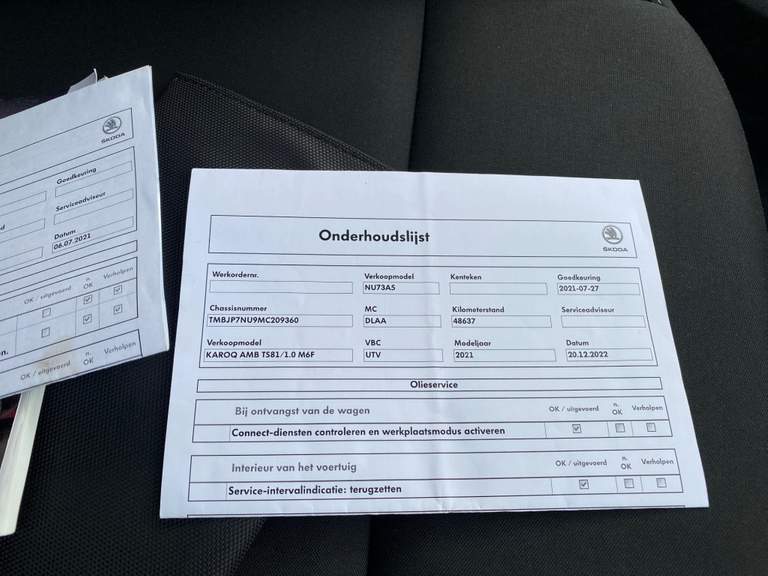 ŠKODA
Goedkeuring
Serviceadviseur
Datum
06.07.2021
OK / uitgevoerd
n.
OK
Verholpen
n.
OK / uitgevoerd
n.
OK
Verholpen
Onderhoudslijst
ŠKODA
Werkordernr. Verkoopmodel Kenteken Goedkeuring
NU73A5 2021-07-27
Chassisnummer MC Kilometerstand Serviceadviseur
TMBJP7NU9MC209360 DLAA 48637
Verkoopmodel VBC Modeljaar Datum
KAROQ AMB TS81/1.0 M6F UTV 2021 20.12.2022
Olieservice
Bij ontvangst van de wagen OK / uitgevoerd n. OK Verholpen
Connect-diensten controleren en werkplaatsmodus activeren
Interieur van het voertuig OK / uitgevoerd n. OK Verholpen
Service-intervalindicatie: terugzetten